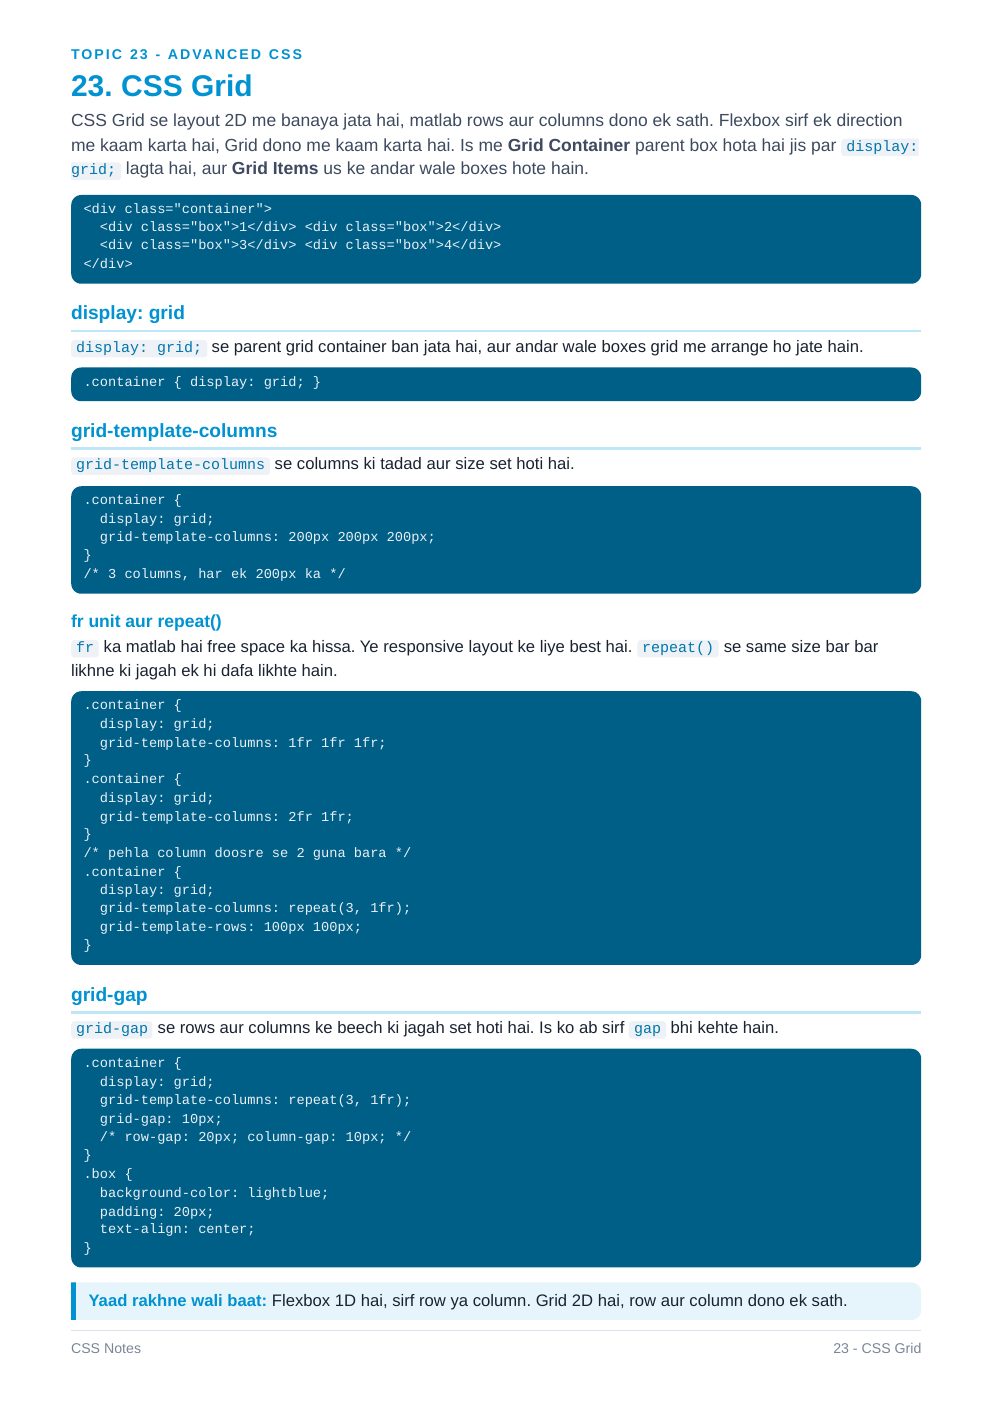 TOPIC 23 - ADVANCED CSS
23. CSS Grid
CSS Grid se layout 2D me banaya jata hai, matlab rows aur columns dono ek sath. Flexbox sirf ek direction
me kaam karta hai, Grid dono me kaam karta hai. Is me Grid Container parent box hota hai jis par display:
grid; lagta hai, aur Grid Items us ke andar wale boxes hote hain.
<div class="container">
  <div class="box">1</div> <div class="box">2</div>
  <div class="box">3</div> <div class="box">4</div>
</div>
display: grid
display: grid; se parent grid container ban jata hai, aur andar wale boxes grid me arrange ho jate hain.
.container { display: grid; }
grid-template-columns
grid-template-columns se columns ki tadad aur size set hoti hai.
.container {
  display: grid;
  grid-template-columns: 200px 200px 200px;
}
/* 3 columns, har ek 200px ka */
fr unit aur repeat()
fr ka matlab hai free space ka hissa. Ye responsive layout ke liye best hai. repeat() se same size bar bar
likhne ki jagah ek hi dafa likhte hain.
.container {
  display: grid;
  grid-template-columns: 1fr 1fr 1fr;
}
.container {
  display: grid;
  grid-template-columns: 2fr 1fr;
}
/* pehla column doosre se 2 guna bara */
.container {
  display: grid;
  grid-template-columns: repeat(3, 1fr);
  grid-template-rows: 100px 100px;
}
grid-gap
grid-gap se rows aur columns ke beech ki jagah set hoti hai. Is ko ab sirf gap bhi kehte hain.
.container {
  display: grid;
  grid-template-columns: repeat(3, 1fr);
  grid-gap: 10px;
  /* row-gap: 20px; column-gap: 10px; */
}
.box {
  background-color: lightblue;
  padding: 20px;
  text-align: center;
}
Yaad rakhne wali baat: Flexbox 1D hai, sirf row ya column. Grid 2D hai, row aur column dono ek sath.
CSS Notes
23 - CSS Grid